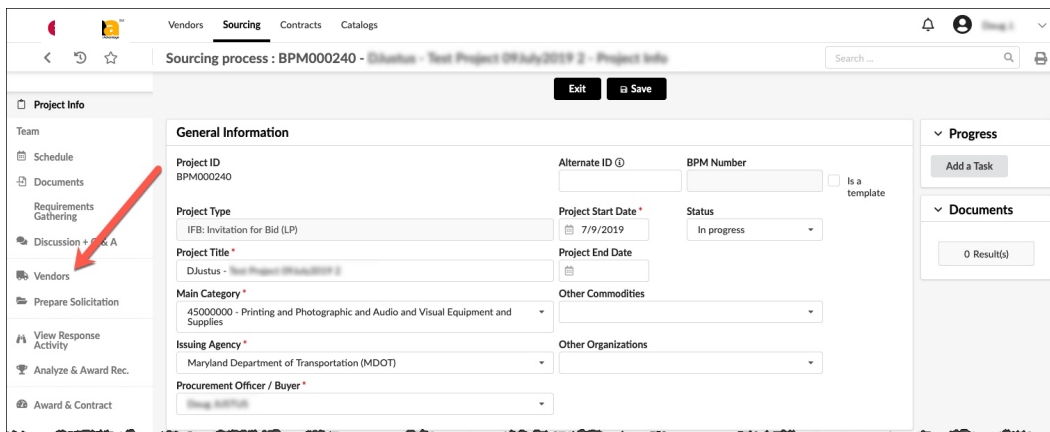 Vendors Sourcing Contracts Catalogs
Sourcing process : BPM000240 -
Search ...
Exit Save
Project Info
Team
Schedule
Documents
Requirements
Gathering
Discussion + Q & A
Vendors
Prepare Solicitation
View Response
Activity
Analyze & Award Rec.
Award & Contract
General Information
Project ID
BPM000240
Alternate ID
BPM Number
Is a
template
Project Type
IFB: Invitation for Bid (LP)
Project Start Date *
7/9/2019
Status
In progress
Project Title *
DJustus -
Project End Date
Main Category *
45000000 - Printing and Photographic and Audio and Visual Equipment and
Supplies
Other Commodities
Issuing Agency *
Maryland Department of Transportation (MDOT)
Other Organizations
Procurement Officer / Buyer *
Progress
Add a Task
Documents
0 Result(s)